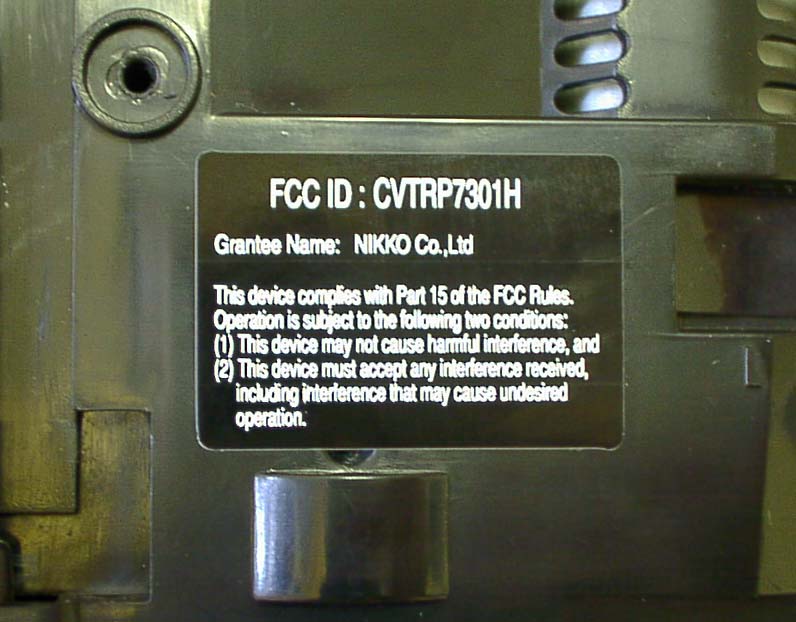 FCC ID : CVTRP7301H
Grantee Name: NIKKO Co.,Ltd
This device complies with Part 15 of the FCC Rules.
Operation is subject to the following two conditions:
(1) This device may not cause harmful interference, and
(2) This device must accept any interference received,
including interference that may cause undesired
operation.